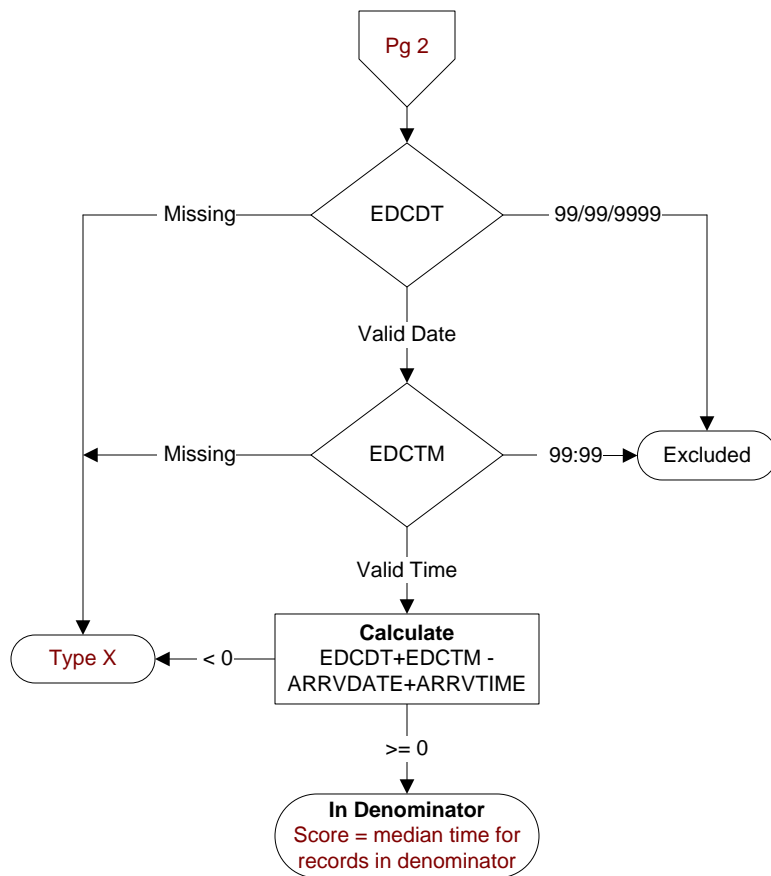 Pg 2
Missing
EDCDT
99/99/9999
Valid Date
Missing
EDCTM
99:99
Excluded
Valid Time
Calculate
EDCDT+EDCTM -
ARRVDATE+ARRVTIME
Type X
< 0
>= 0
In Denominator
Score = median time for
records in denominator